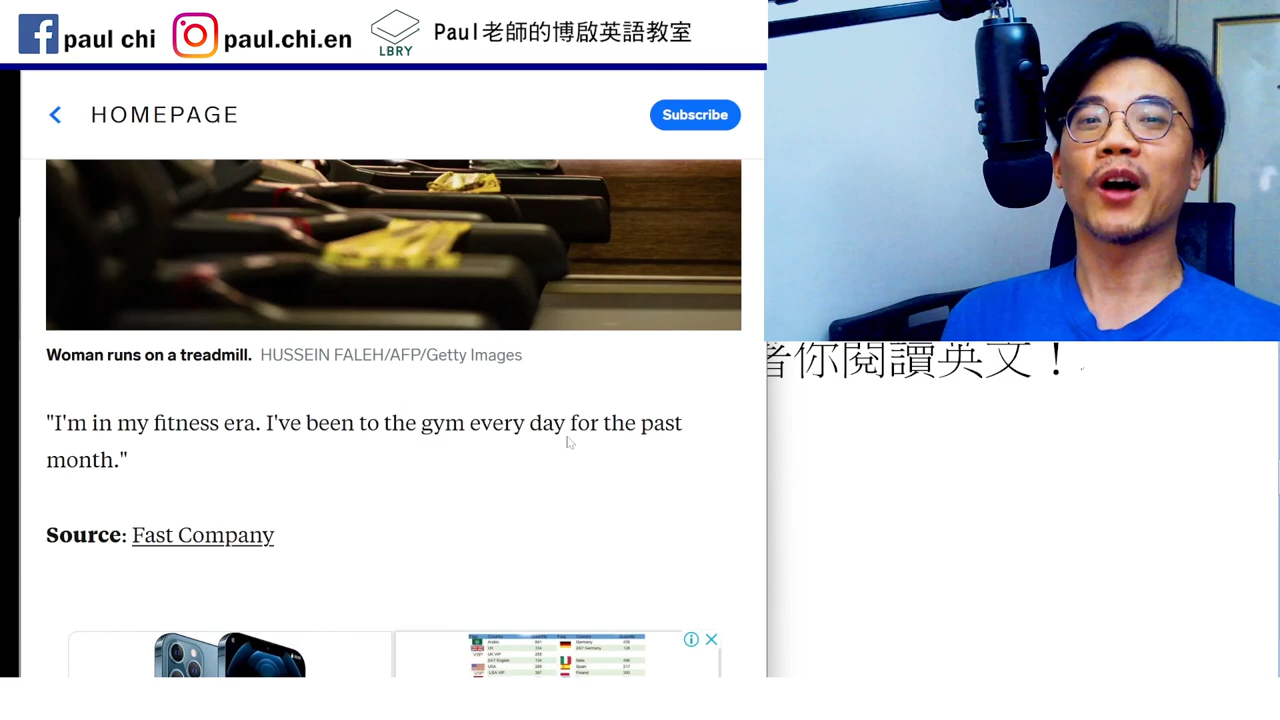 paul chi
paul.chi.en
LBRY
Paul老師的博啟英語教室
HOMEPAGE
Subscribe
Woman runs on a treadmill. HUSSEIN FALEH/AFP/Getty Images
者你閱讀英文！
"I'm in my fitness era. I've been to the gym every day for the past
month."
Source: Fast Company